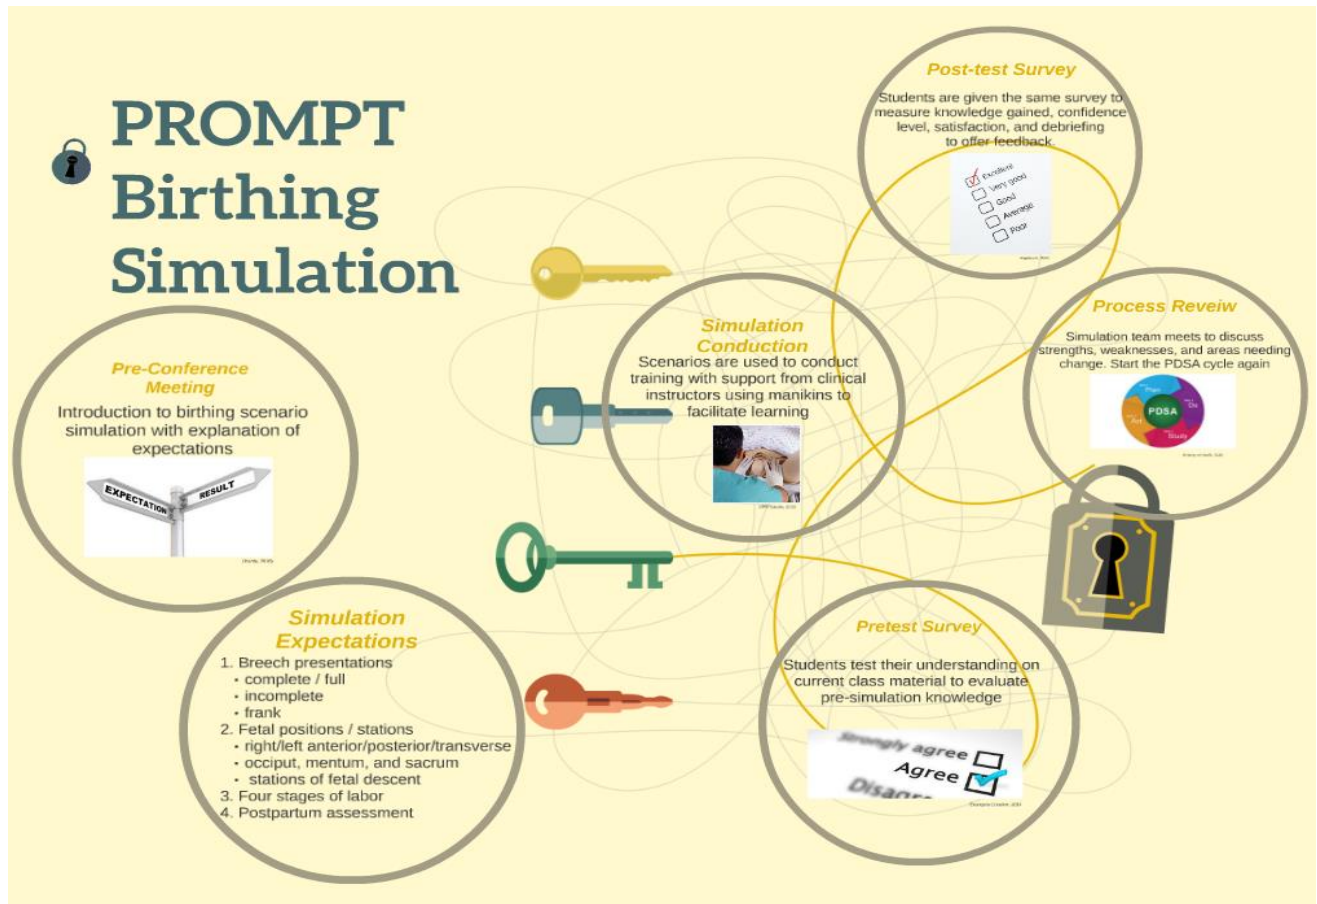 PROMPT
Birthing
Simulation
Pre-Conference
Meeting
Introduction to birthing scenario
simulation with explanation of
expectations
EXPECTATION
RESULT
Simulation
Expectations
1. Breech presentations
• complete / full
• incomplete
• frank
2. Fetal positions / stations
• right/left anterior/posterior/transverse
• occiput, mentum, and sacrum
• stations of fetal descent
3. Four stages of labor
4. Postpartum assessment
Pretest Survey
Students test their understanding on
current class material to evaluate
pre-simulation knowledge
Strongly agree
Agree
Simulation
Conduction
Scenarios are used to conduct
training with support from clinical
instructors using manikins to
facilitate learning
Post-test Survey
Students are given the same survey to
measure knowledge gained, confidence
level, satisfaction, and debriefing
to offer feedback.
Excellent
Very good
Good
Average
Poor
Process Reveiw
Simulation team meets to discuss
strengths, weaknesses, and areas needing
change. Start the PDSA cycle again
Plan
Do
PDSA
Act
Study